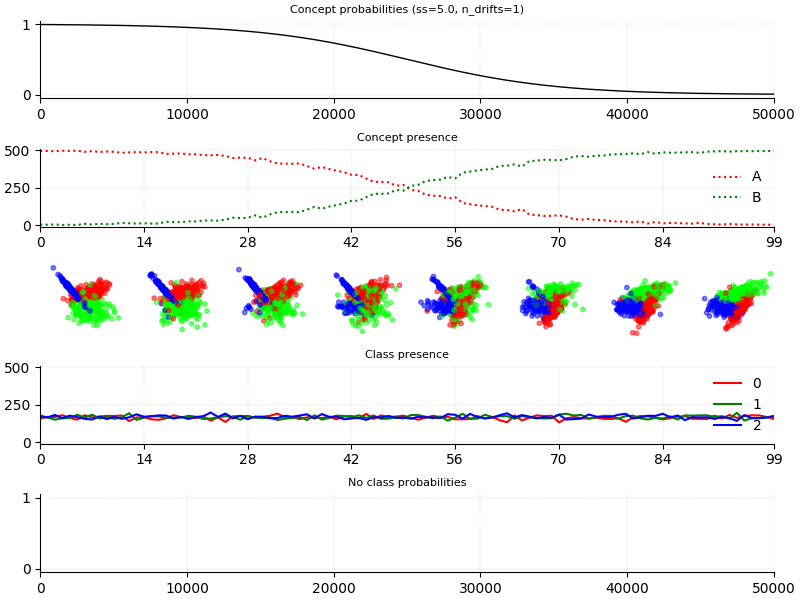 Concept probabilities (ss=5.0, n_drifts=1)
1
0
0 10000 20000 30000 40000 50000
Concept presence
500
250
0
A
B
0 14 28 42 56 70 84 99
Class presence
500
250
0
0
1
2
0 14 28 42 56 70 84 99
No class probabilities
1
0
0 10000 20000 30000 40000 50000